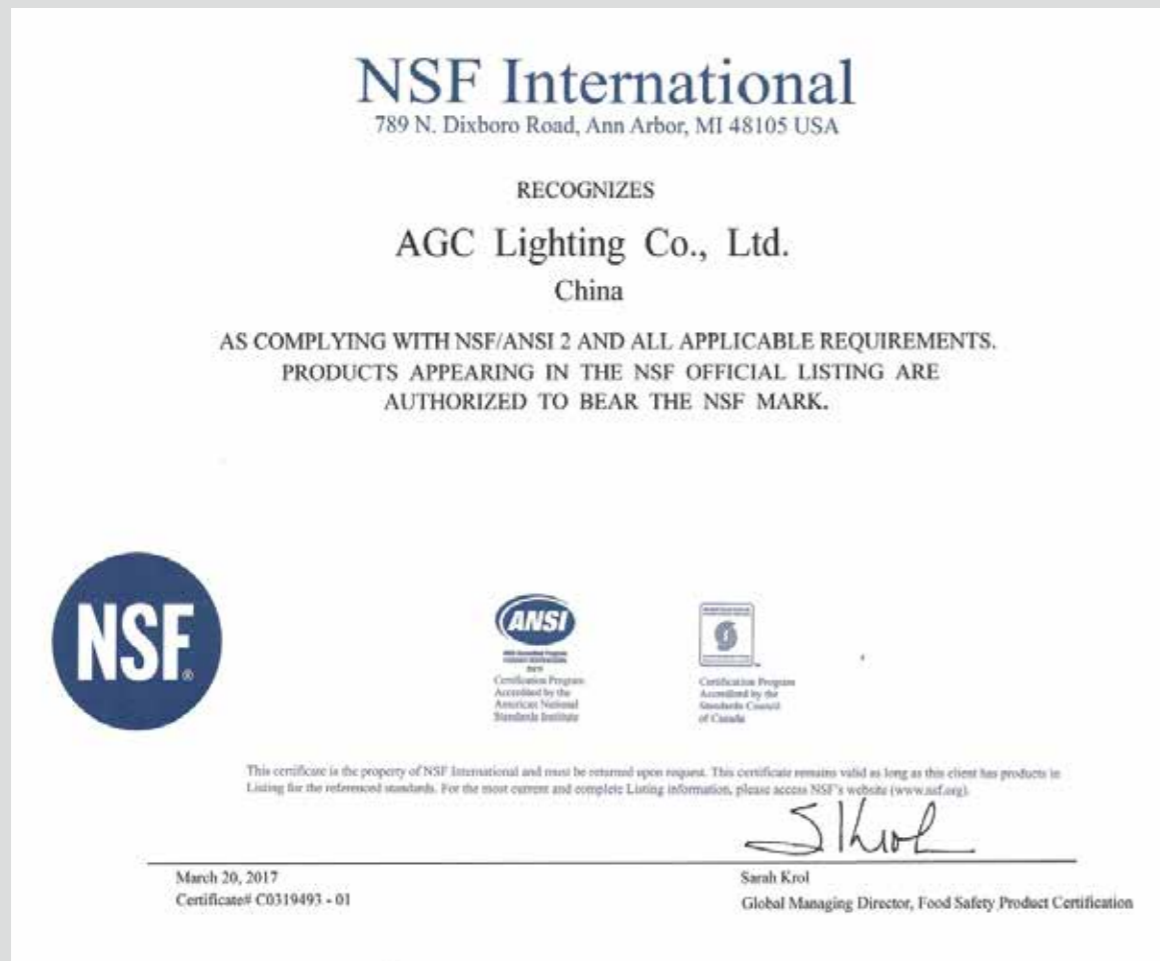 NSF International
789 N. Dixboro Road, Ann Arbor, MI 48105 USA
RECOGNIZES
AGC Lighting Co., Ltd.
China
AS COMPLYING WITH NSF/ANSI 2 AND ALL APPLICABLE REQUIREMENTS.
PRODUCTS APPEARING IN THE NSF OFFICIAL LISTING ARE
AUTHORIZED TO BEAR THE NSF MARK.
NSF®
ANSI
Certification Program
Accredited by the
American National
Standards Institute
Certification Program
Accredited by the
Standards Council
of Canada
This certificate is the property of NSF International and must be returned upon request. This certificate remains valid as long as this client has products in
Listing for the referenced standards. For the most current and complete Listing information, please access NSF's website (www.nsf.org).
S Krol
March 20, 2017
Certificate# C0319493 - 01
Sarah Krol
Global Managing Director, Food Safety Product Certification